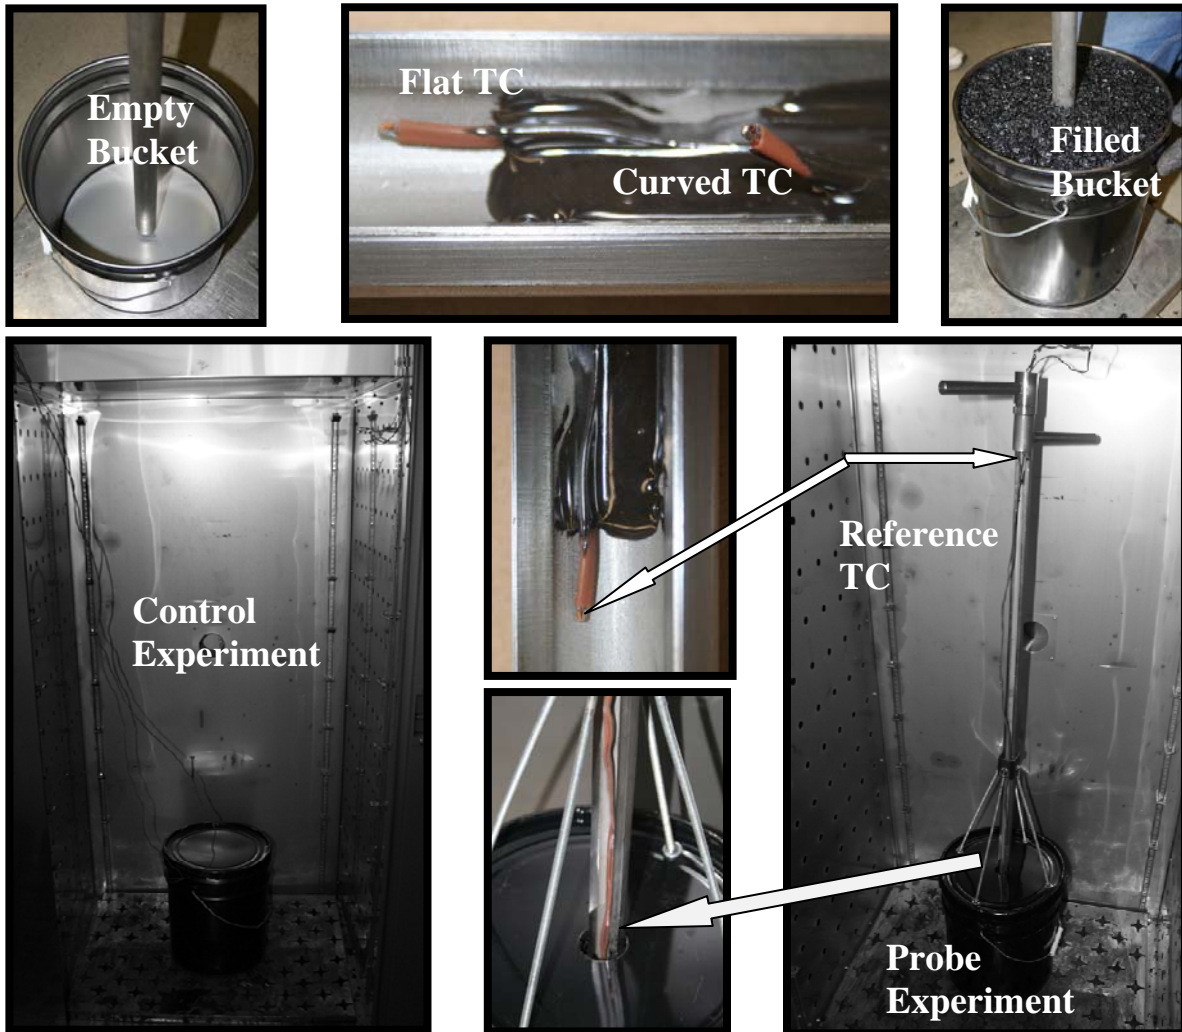 Empty
Bucket
Flat TC
Curved TC
Filled
Bucket
Control
Experiment
Reference
TC
Probe
Experiment